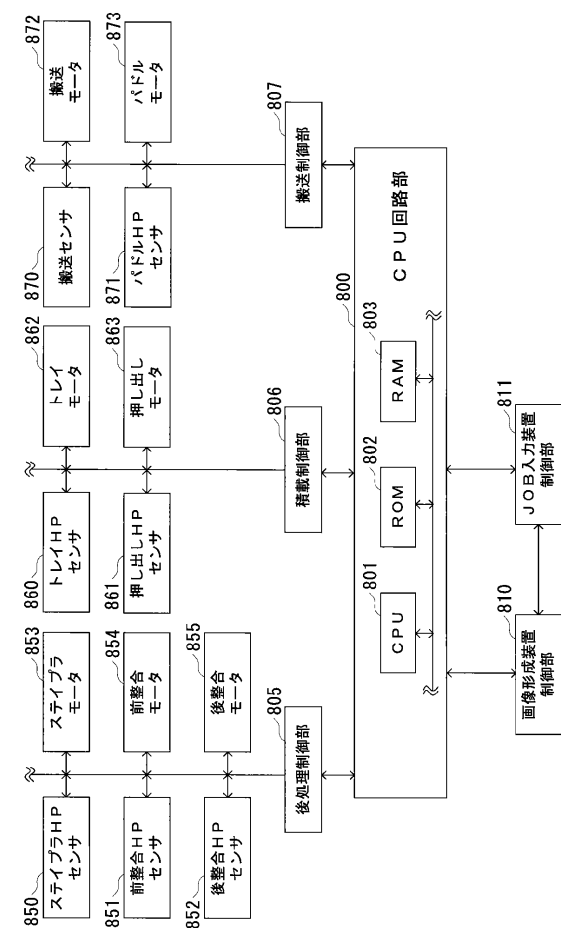 850
ステイプラHP
センサ
853
ステイプラ
モータ
851
前整合HP
センサ
854
前整合
モータ
852
後整合HP
センサ
855
後整合
モータ
805
後処理制御部
860
トレイHP
センサ
862
トレイ
モータ
861
押し出しHP
センサ
863
押し出し
モータ
806
積載制御部
870
搬送センサ
872
搬送
モータ
871
パドルHP
センサ
873
パドル
モータ
807
搬送制御部
800
CPU回路部
801
CPU
802
ROM
803
RAM
810
画像形成装置
制御部
811
JOB入力装置
制御部